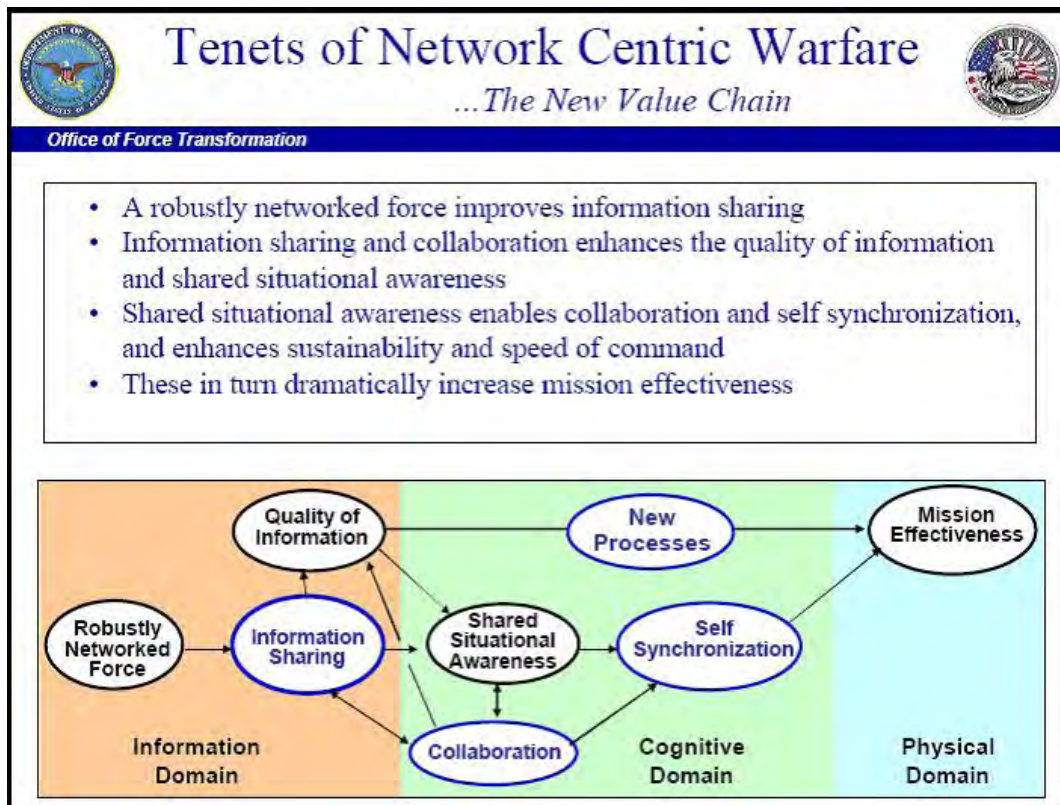 Tenets of Network Centric Warfare
...The New Value Chain
Office of Force Transformation
• A robustly networked force improves information sharing
• Information sharing and collaboration enhances the quality of information
and shared situational awareness
• Shared situational awareness enables collaboration and self synchronization,
and enhances sustainability and speed of command
• These in turn dramatically increase mission effectiveness
Quality of
Information
New
Processes
Mission
Effectiveness
Robustly
Networked
Force
Information
Sharing
Shared
Situational
Awareness
Self
Synchronization
Collaboration
Information
Domain
Cognitive
Domain
Physical
Domain